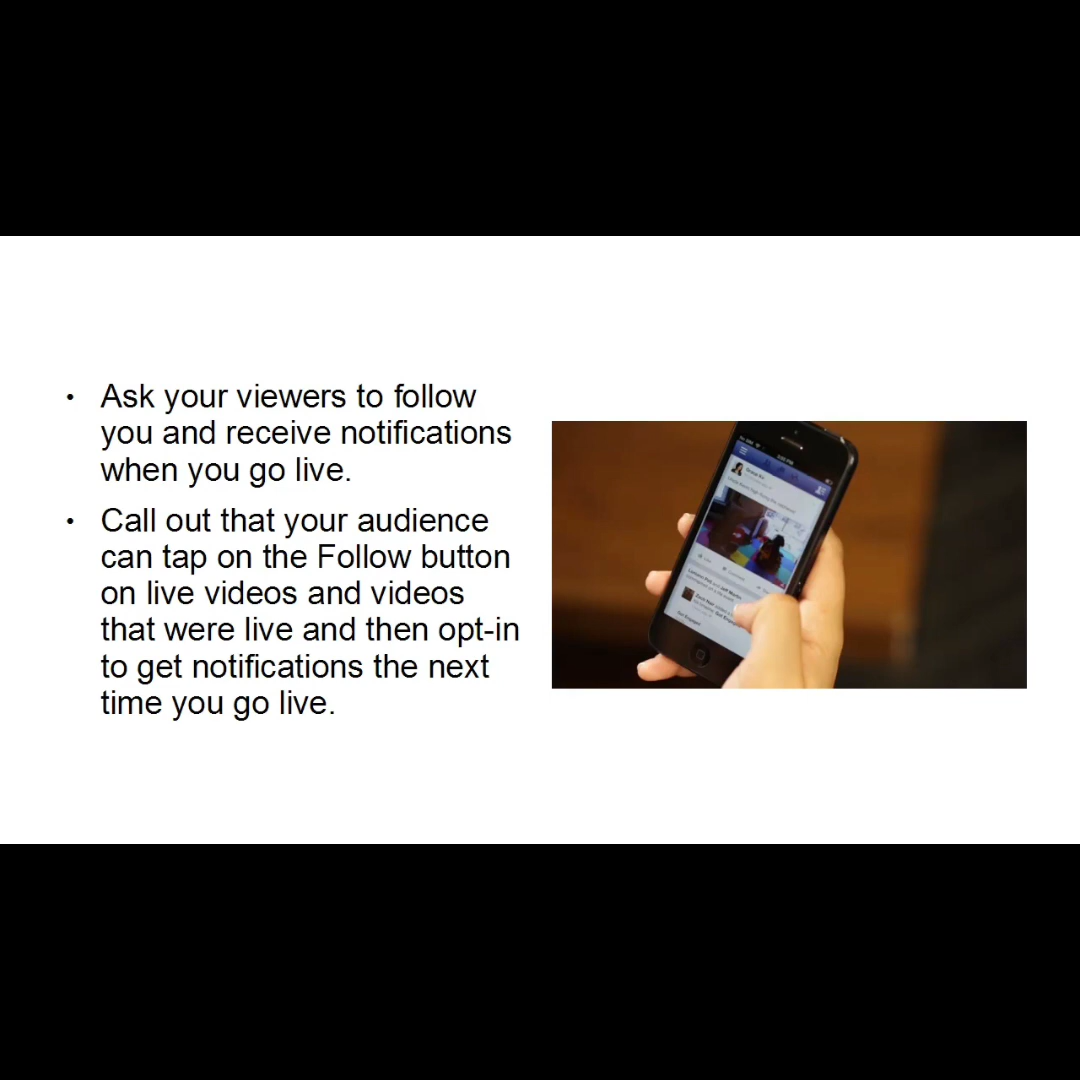 • Ask your viewers to follow
you and receive notifications
when you go live.
• Call out that your audience
can tap on the Follow button
on live videos and videos
that were live and then opt-in
to get notifications the next
time you go live.